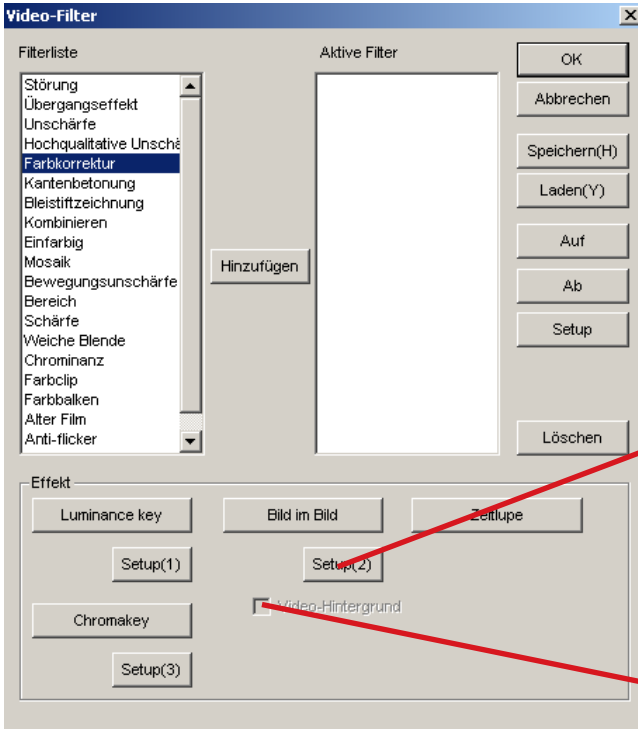 Video-Filter
Filterliste
Aktive Filter
Störung
Übergangseffekt
Unschärfe
Hochqualitative Unschä
Farbkorrektur
Kantenbetonung
Bleistiftzeichnung
Kombinieren
Einfarbig
Mosaik
Bewegungsunschärfe
Bereich
Schärfe
Weiche Blende
Chrominanz
Farbclip
Farbbalken
Alter Film
Anti-flicker
Hinzufügen
OK
Abbrechen
Speichern(H)
Laden(Y)
Auf
Ab
Setup
Löschen
Effekt
Luminance key
Bild im Bild
Zeitlupe
Setup(1)
Setup(2)
Video-Hintergrund
Chromakey
Setup(3)